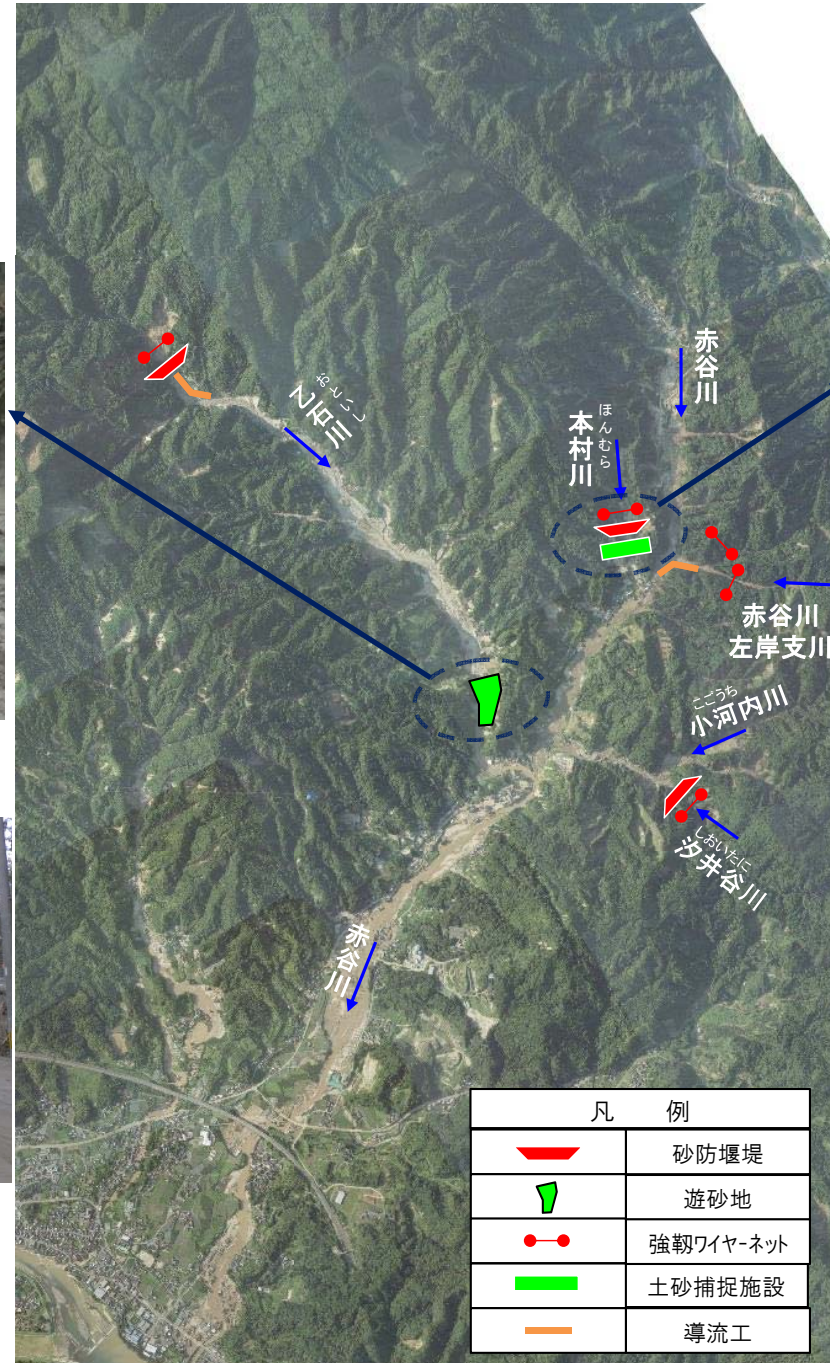 赤谷川
ほんむら
本村川
おといし
乙石川
赤谷川
左岸支川
こごうち
小河内川
しおいたに
汐井谷川
赤谷川
凡 例
砂防堰堤
遊砂地
強靱ワイヤーネット
土砂捕捉施設
導流工